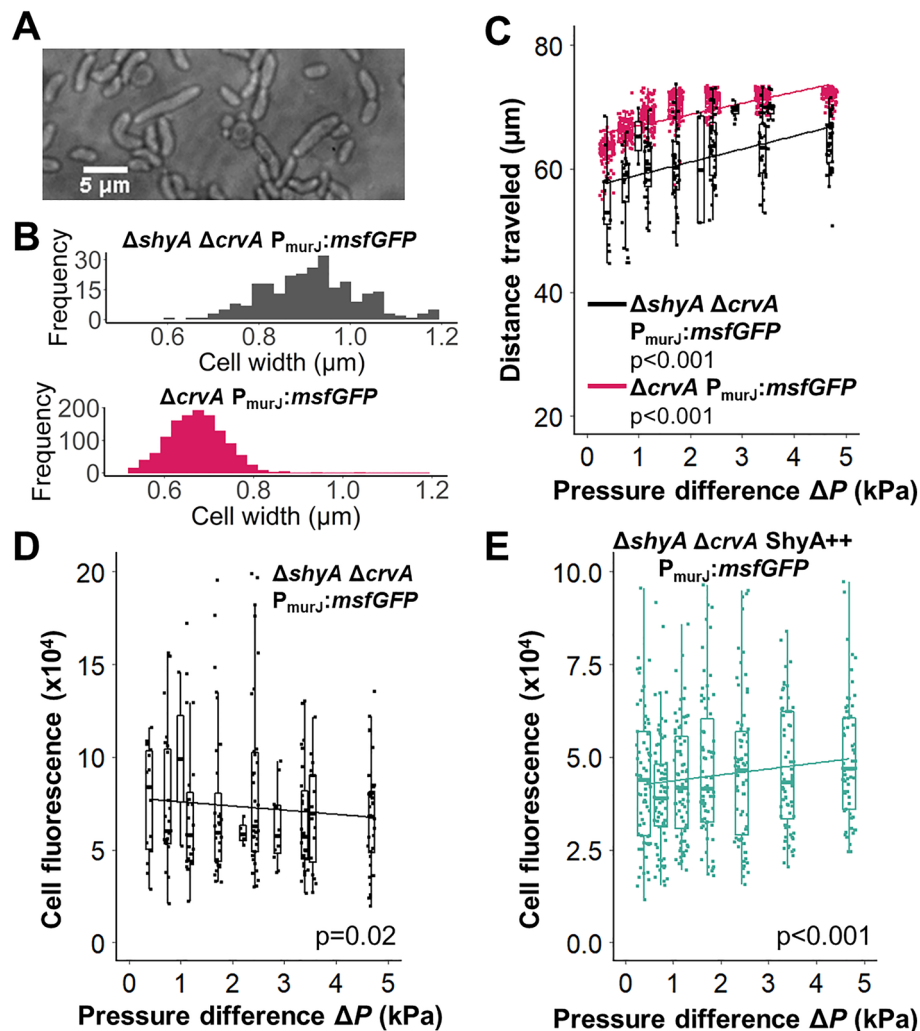 A
5 μm
B
ΔshyA ΔcrvA PmurJ:msfGFP
Frequency
30
15
0
0.6 0.8 1.0 1.2
Cell width (μm)
ΔcrvA PmurJ:msfGFP
Frequency
200
100
0
0.6 0.8 1.0 1.2
Cell width (μm)
C
Distance traveled (μm)
80
60
40
20
ΔshyA ΔcrvA
PmurJ:msfGFP
p<0.001
ΔcrvA PmurJ:msfGFP
p<0.001
0 1 2 3 4 5
Pressure difference ΔP (kPa)
D
ΔshyA ΔcrvA
PmurJ:msfGFP
Cell fluorescence (x10⁴)
20
15
10
5
0
p=0.02
0 1 2 3 4 5
Pressure difference ΔP (kPa)
E
ΔshyA ΔcrvA ShyA++
PmurJ:msfGFP
Cell fluorescence (x10⁴)
10.0
7.5
5.0
2.5
0.0
p<0.001
0 1 2 3 4 5
Pressure difference ΔP (kPa)